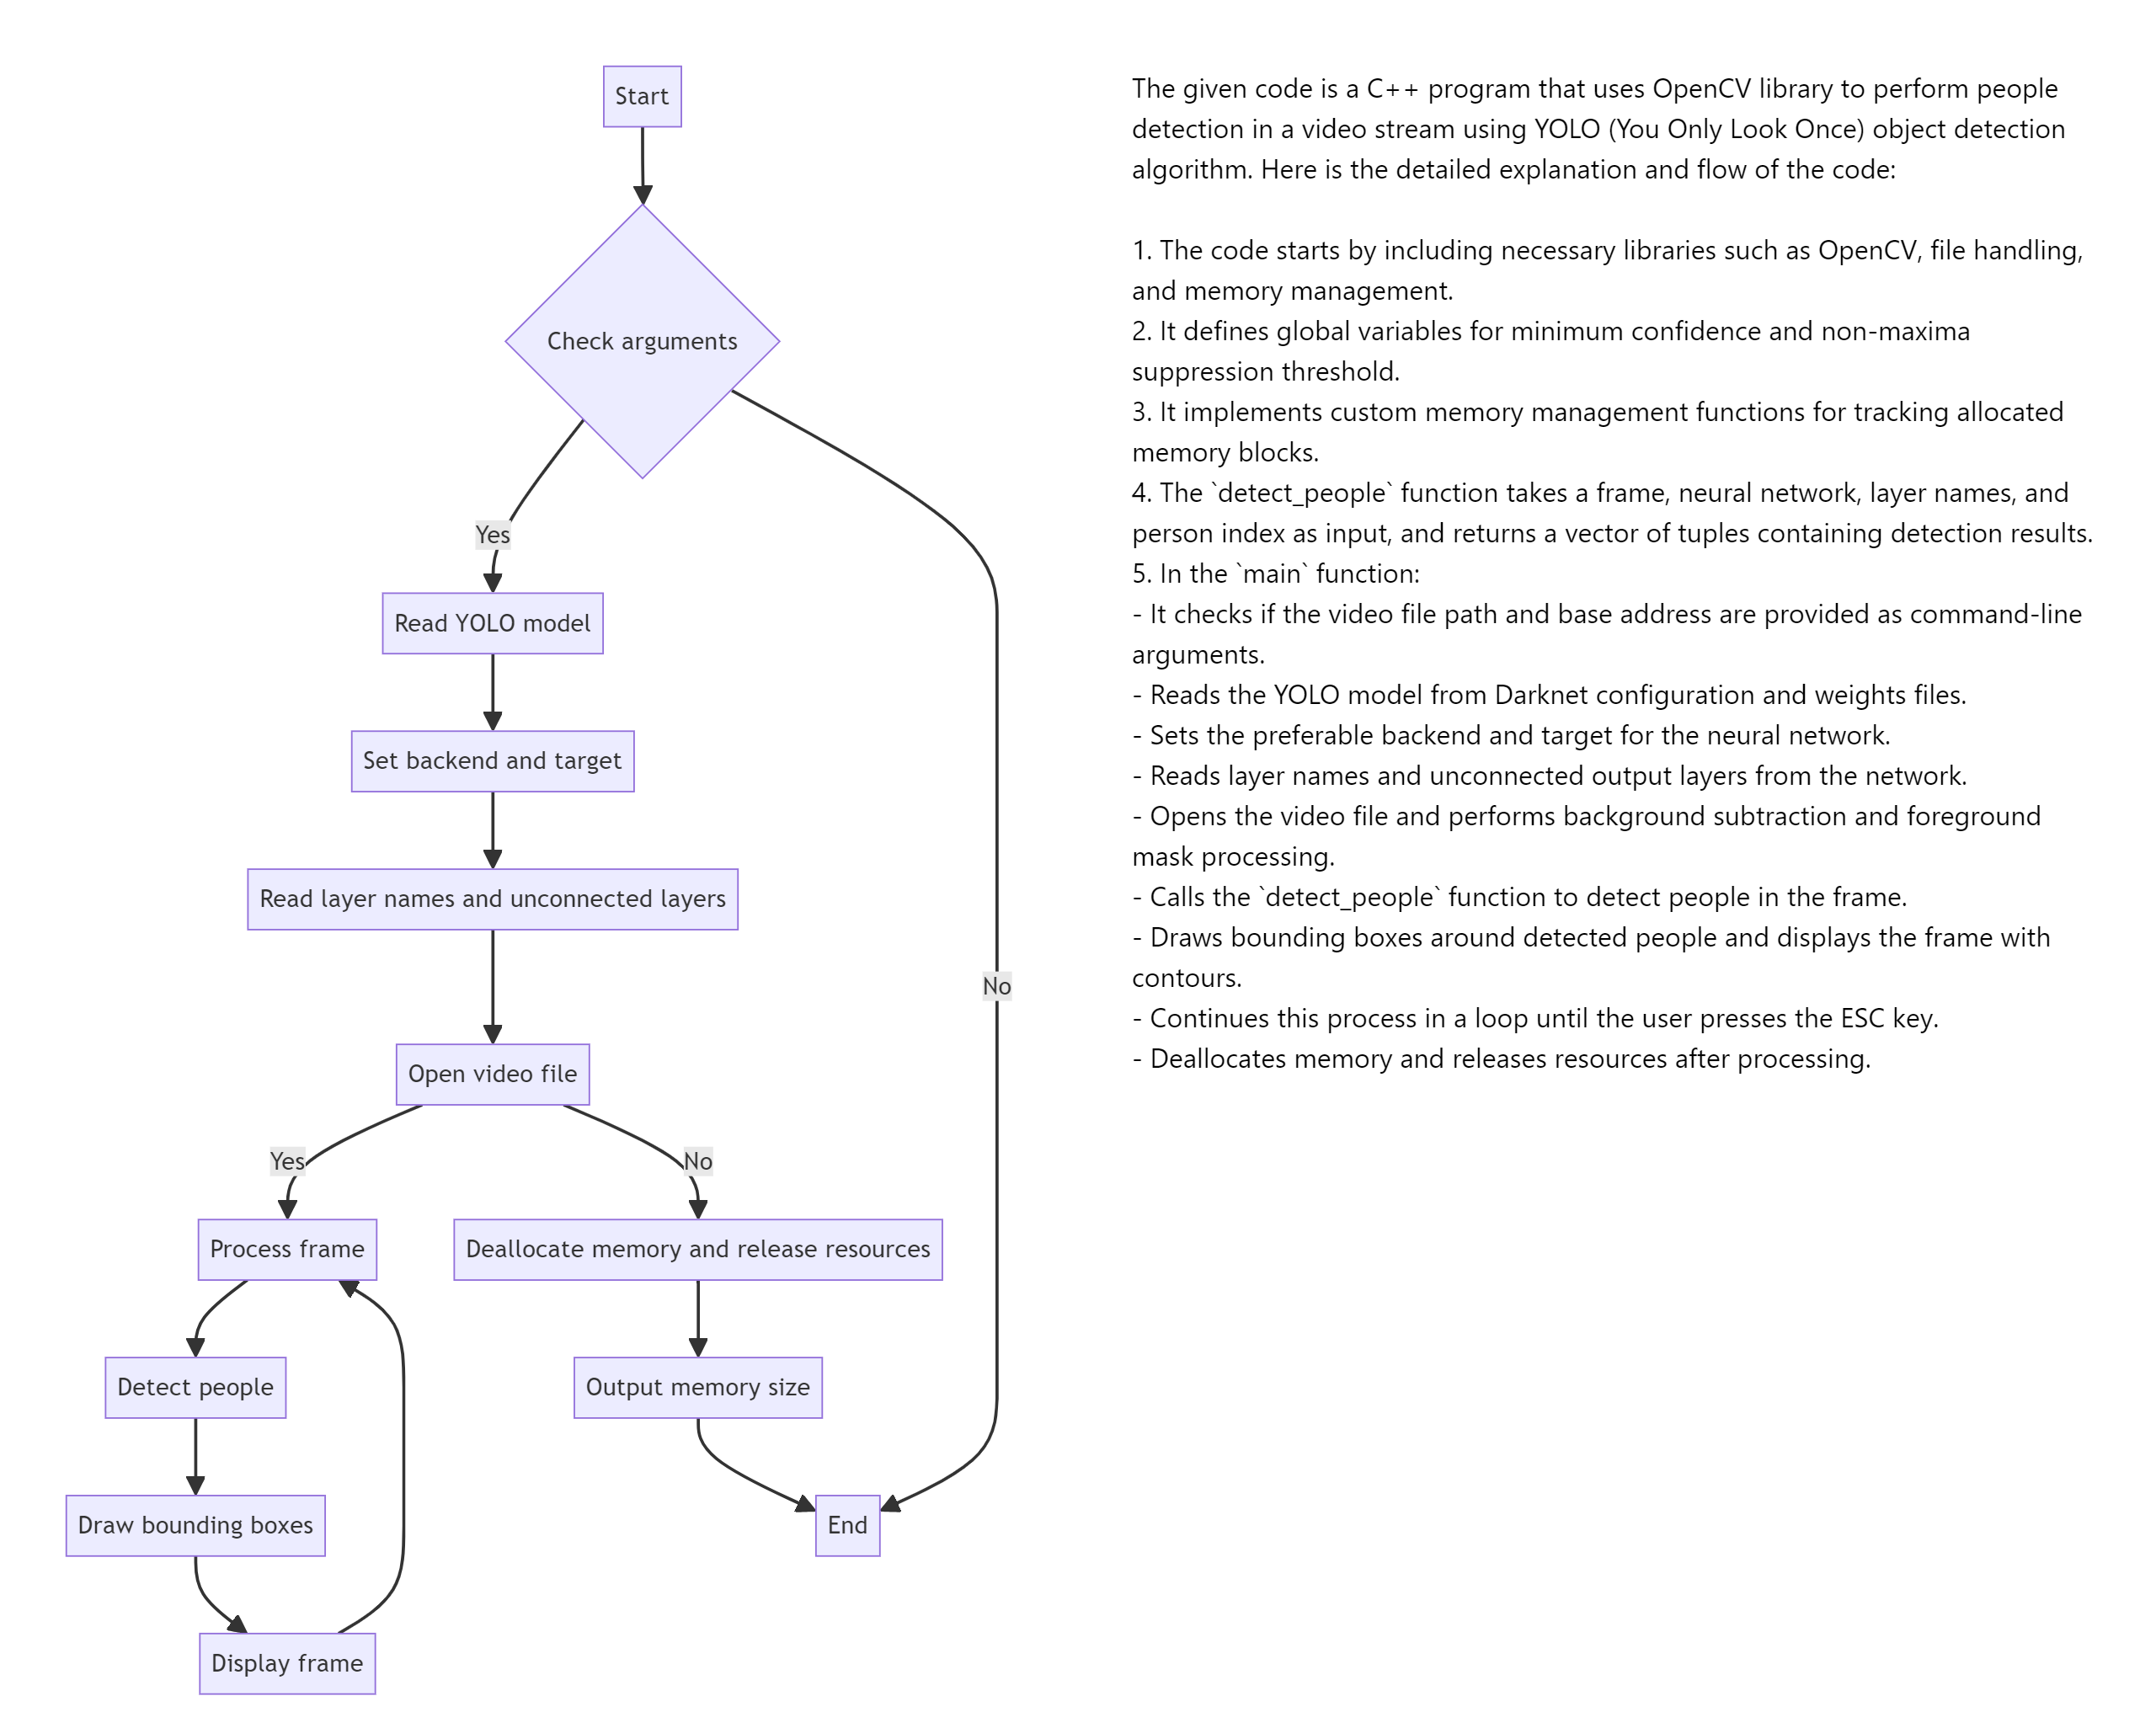 Start
Check arguments
Yes
No
Read YOLO model
Set backend and target
Read layer names and unconnected layers
Open video file
Yes
No
Process frame
Deallocate memory and release resources
Detect people
Output memory size
Draw bounding boxes
End
Display frame
The given code is a C++ program that uses OpenCV library to perform people
detection in a video stream using YOLO (You Only Look Once) object detection
algorithm. Here is the detailed explanation and flow of the code:
1. The code starts by including necessary libraries such as OpenCV, file handling,
and memory management.
2. It defines global variables for minimum confidence and non-maxima
suppression threshold.
3. It implements custom memory management functions for tracking allocated
memory blocks.
4. The `detect_people` function takes a frame, neural network, layer names, and
person index as input, and returns a vector of tuples containing detection results.
5. In the `main` function:
- It checks if the video file path and base address are provided as command-line
arguments.
- Reads the YOLO model from Darknet configuration and weights files.
- Sets the preferable backend and target for the neural network.
- Reads layer names and unconnected output layers from the network.
- Opens the video file and performs background subtraction and foreground
mask processing.
- Calls the `detect_people` function to detect people in the frame.
- Draws bounding boxes around detected people and displays the frame with
contours.
- Continues this process in a loop until the user presses the ESC key.
- Deallocates memory and releases resources after processing.